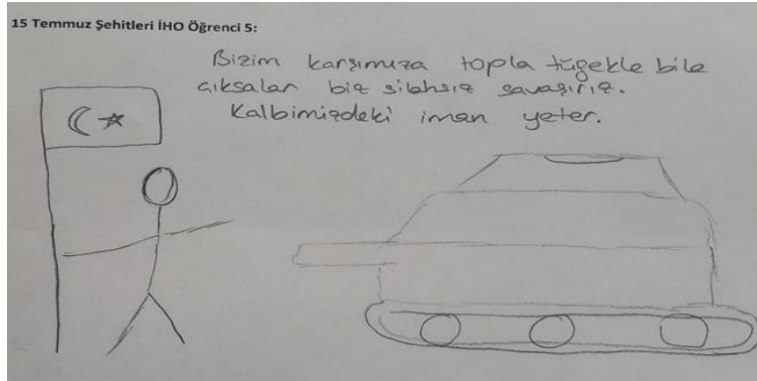 15 Temmuz Şehitleri İHO Öğrenci 5:
Bizim karşımıza topla tüfekle bile
çıksalar biz silahsız savaşırız.
Kalbimizdeki iman yeter.